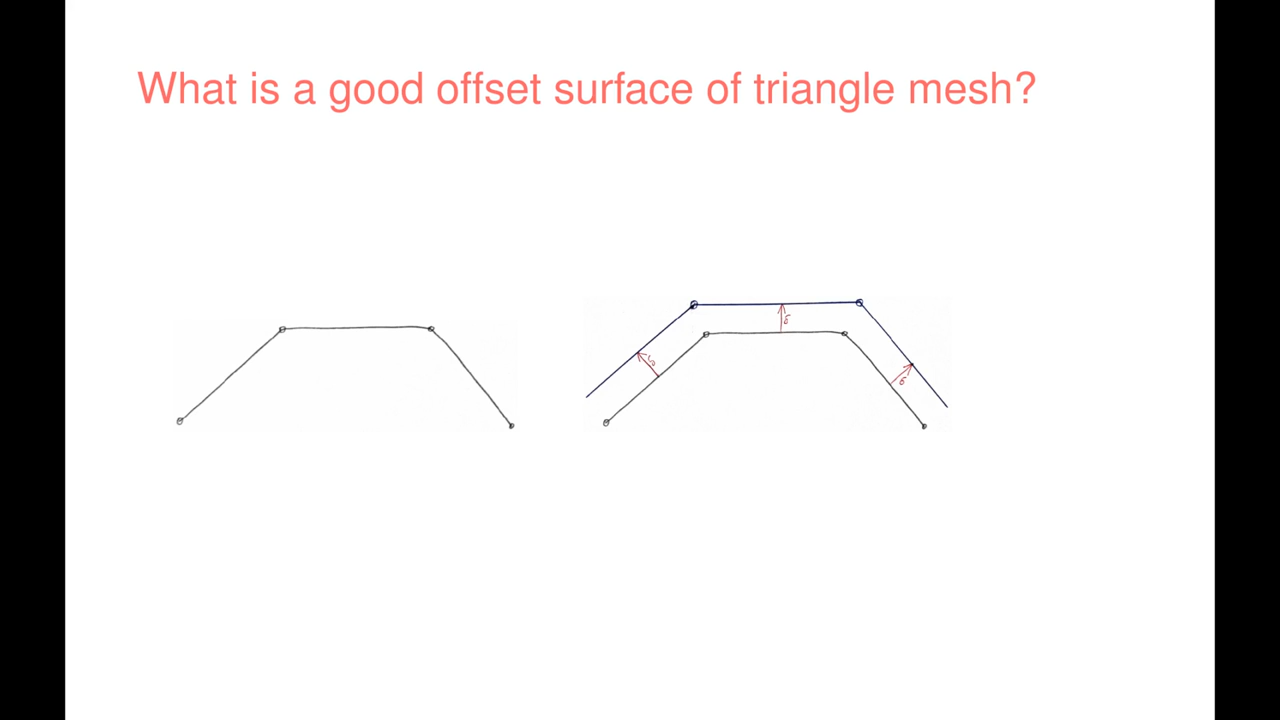 What is a good offset surface of triangle mesh?
δ
δ
δ